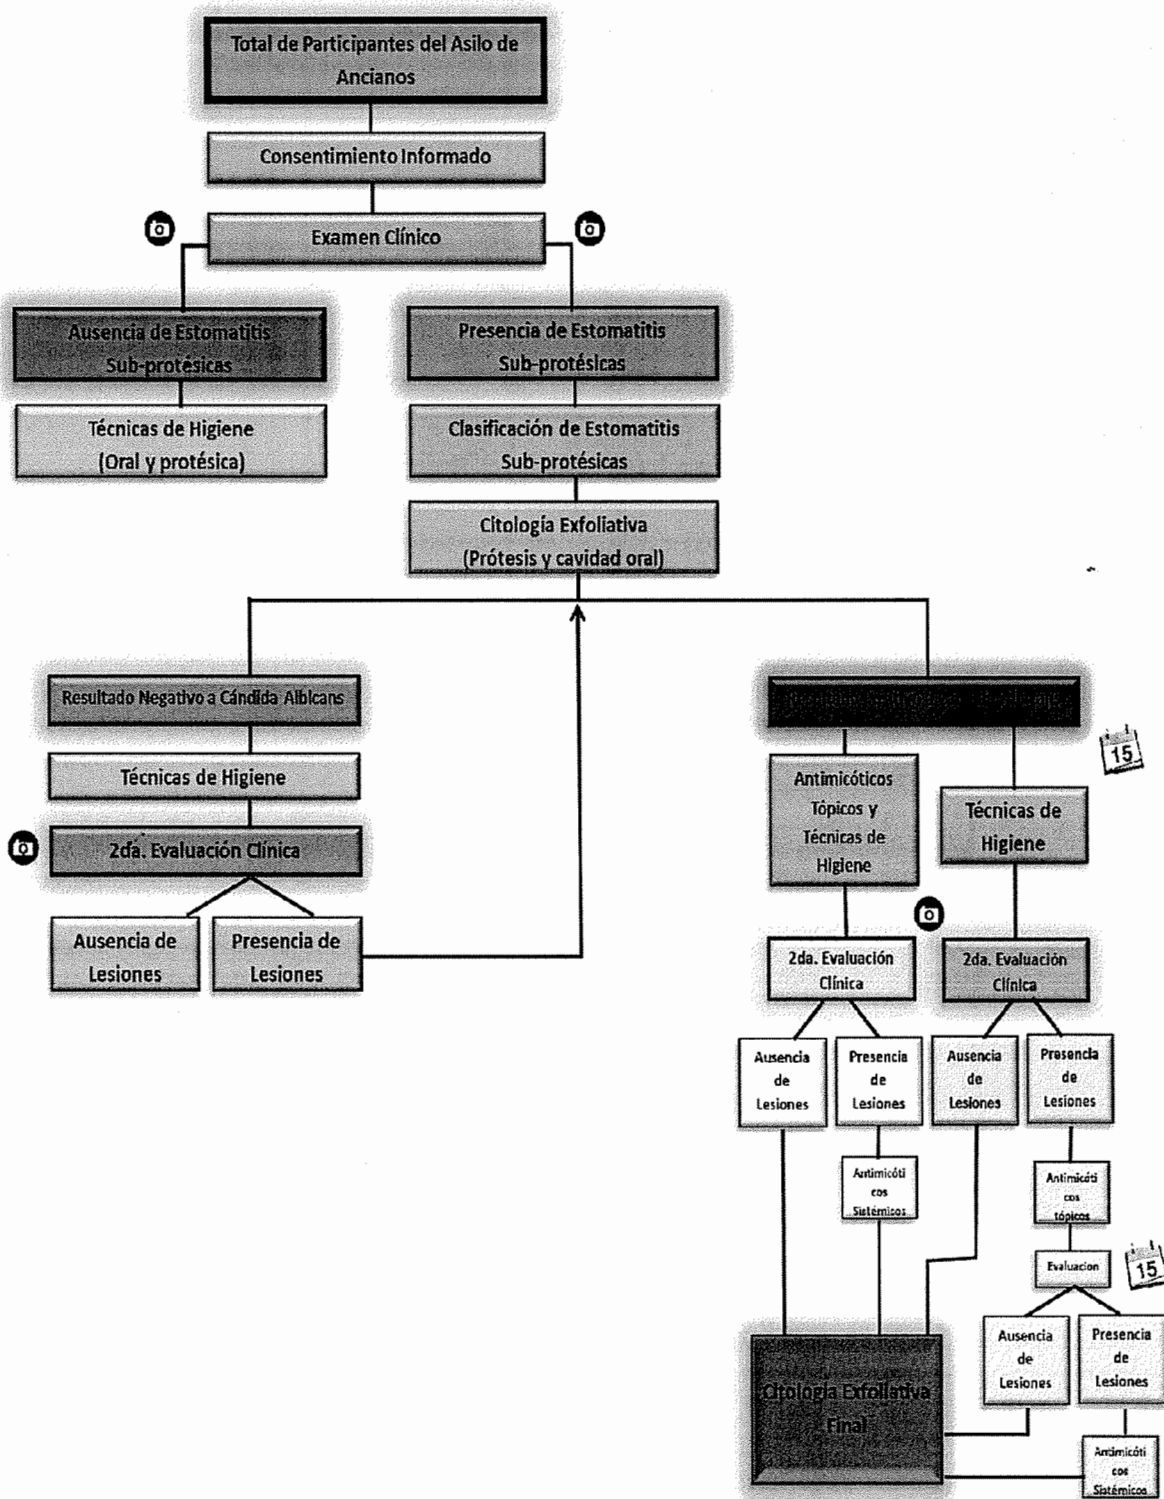 Total de Participantes del Asilo de
Ancianos
Consentimiento Informado
Examen Clínico
Ausencia de Estomatitis
Sub-protésicas
Presencia de Estomatitis
Sub-protésicas
Técnicas de Higiene
(Oral y protésica)
Clasificación de Estomatitis
Sub-protésicas
Citología Exfoliativa
(Prótesis y cavidad oral)
Resultado Negativo a Cándida Albicans
Técnicas de Higiene
2da. Evaluación Clínica
Ausencia de
Lesiones
Presencia de
Lesiones
15
Antimicóticos
Tópicos y
Técnicas de
Higiene
Técnicas de
Higiene
2da. Evaluación
Clínica
2da. Evaluación
Clínica
Ausencia
de
Lesiones
Presencia
de
Lesiones
Ausencia
de
Lesiones
Presencia
de
Lesiones
Antimicóti
cos
Sistémicos
Antimicóti
cos
tópicos
Evaluacion
15
Ausencia
de
Lesiones
Presencia
de
Lesiones
Citología Exfoliativa
Final
Antimicóti
cos
Sistémicos